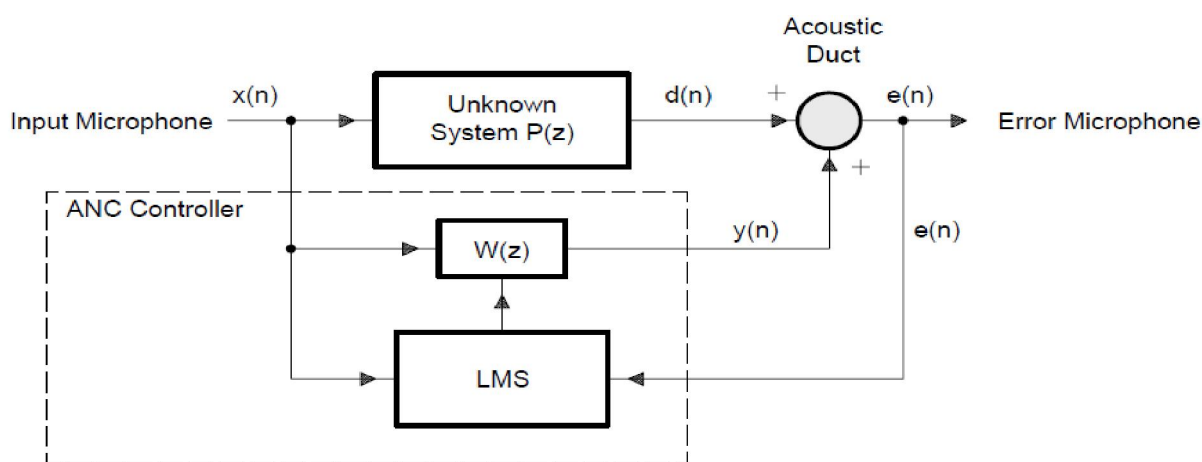 Acoustic
Duct
x(n)
d(n)
+
e(n)
Input Microphone
Unknown
System P(z)
Error Microphone
+
ANC Controller
W(z)
y(n)
e(n)
LMS